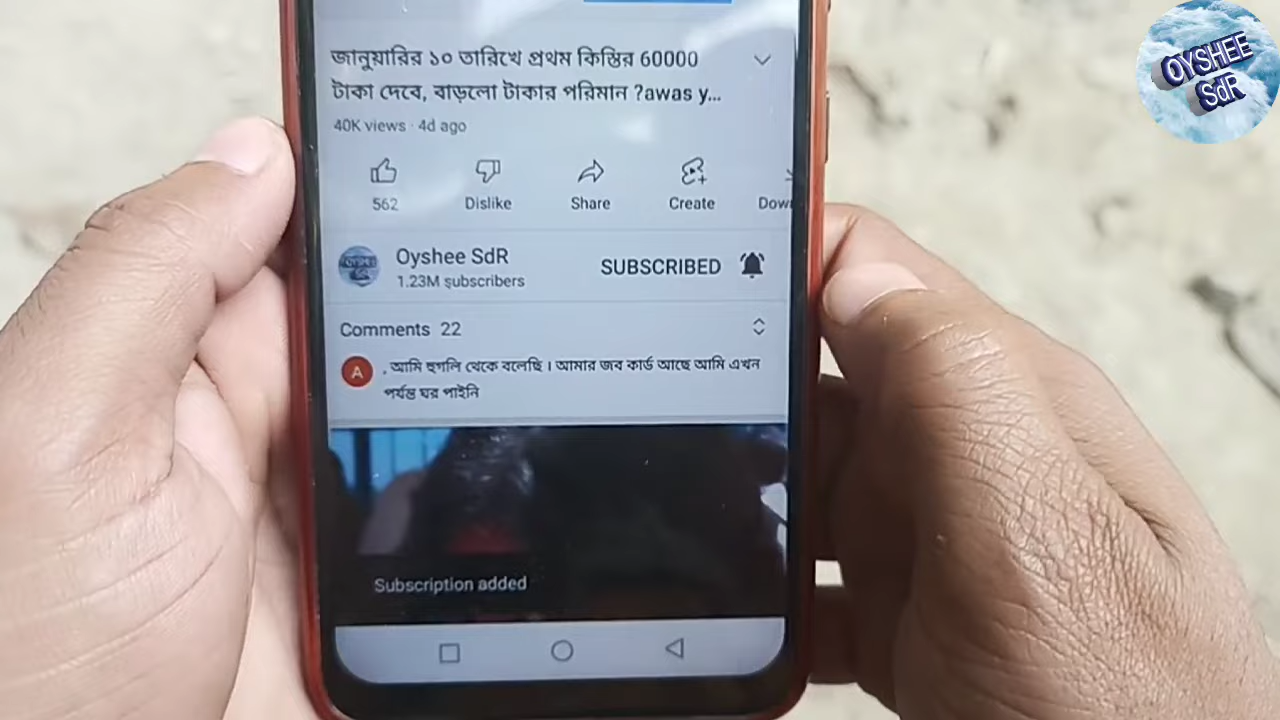 জানুয়ারির ১০ তারিখে প্রথম কিস্তির 60000
টাকা দেবে, বাড়লো টাকার পরিমান ?awas y...
40K views · 4d ago
562
Dislike
Share
Create
Dow
Oyshee SdR
1.23M subscribers
SUBSCRIBED
Comments 22
A
. আমি হুগলি থেকে বলেছি । আমার জব কার্ড আছে আমি এখন
পর্যন্ত ঘর পাইনি
Subscription added
OYSHEE
SdR